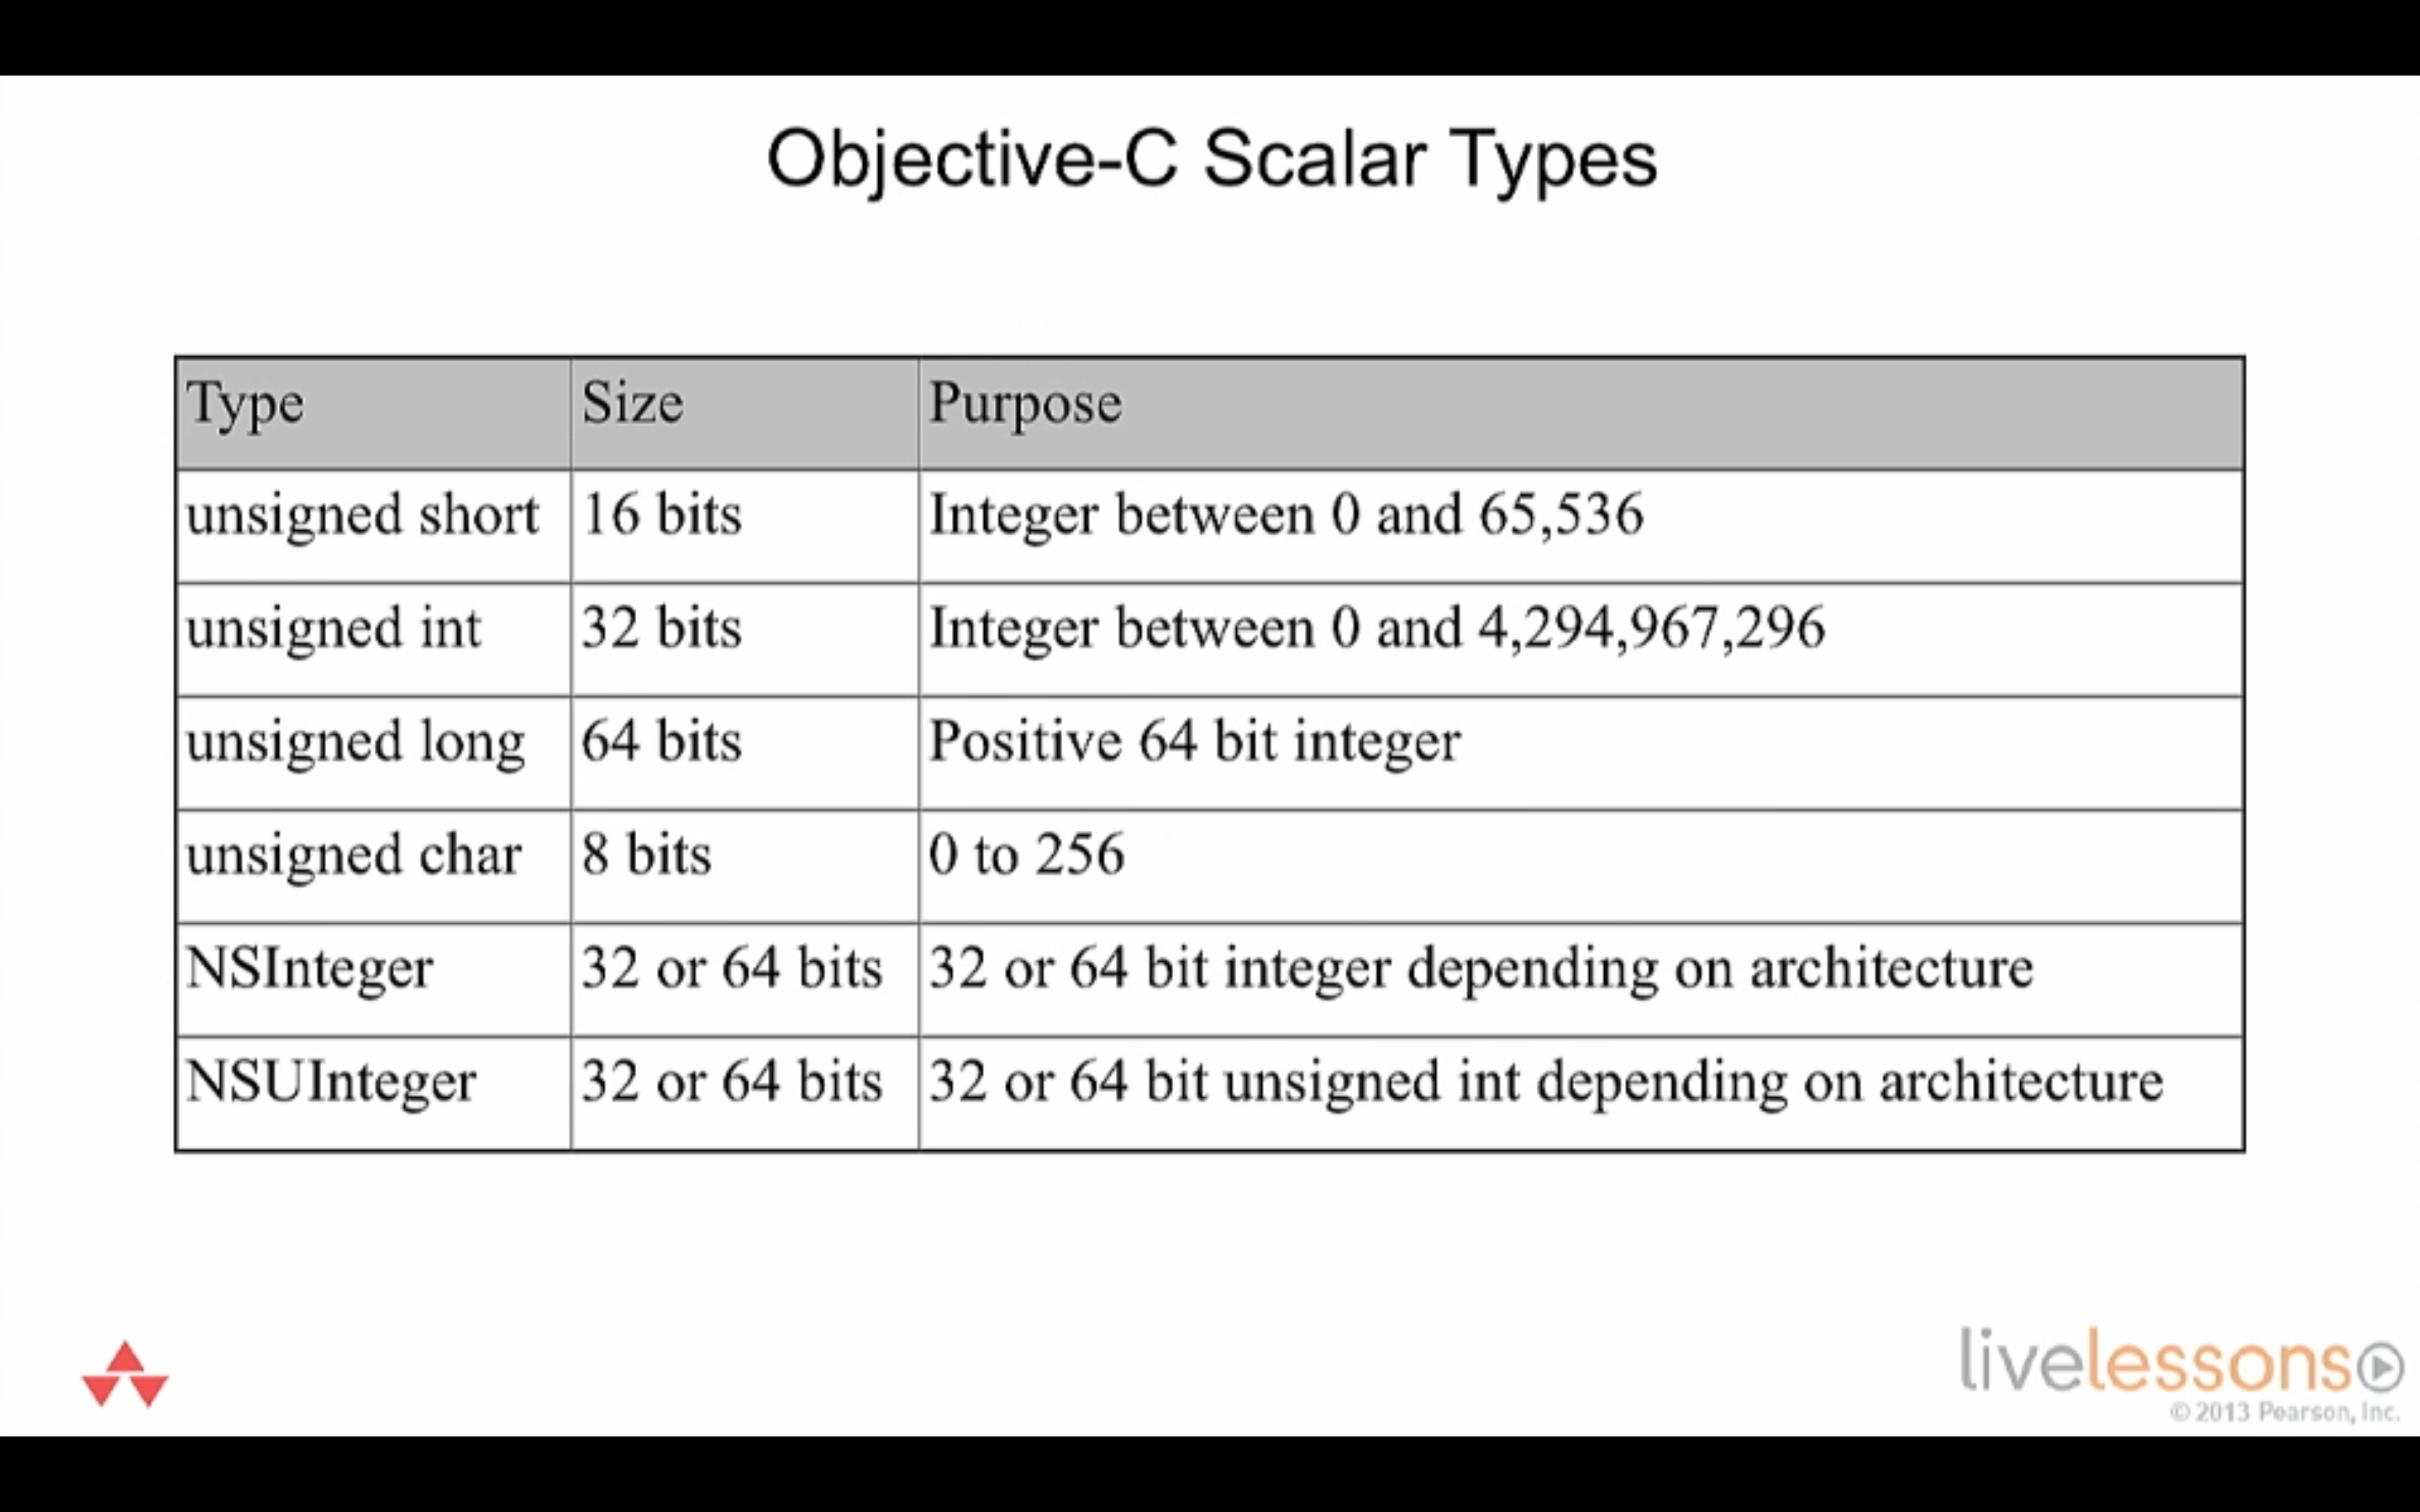 Objective-C Scalar Types
Type Size Purpose
unsigned short 16 bits Integer between 0 and 65,536
unsigned int 32 bits Integer between 0 and 4,294,967,296
unsigned long 64 bits Positive 64 bit integer
unsigned char 8 bits 0 to 256
NSInteger 32 or 64 bits 32 or 64 bit integer depending on architecture
NSUInteger 32 or 64 bits 32 or 64 bit unsigned int depending on architecture
livelessons
© 2013 Pearson, Inc.